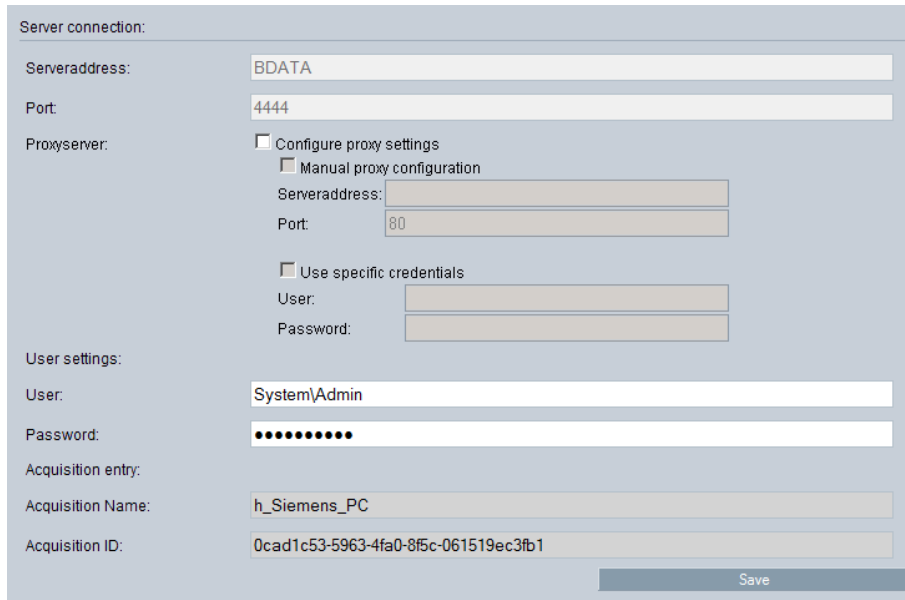 Server connection:
Serveraddress: BDATA
Port: 4444
Proxyserver: Configure proxy settings
Manual proxy configuration
Serveraddress:
Port: 80
Use specific credentials
User:
Password:
User settings:
User: System\Admin
Password: ●●●●●●●●●●
Acquisition entry:
Acquisition Name: h_Siemens_PC
Acquisition ID: 0cad1c53-5963-4fa0-8f5c-061519ec3fb1
Save